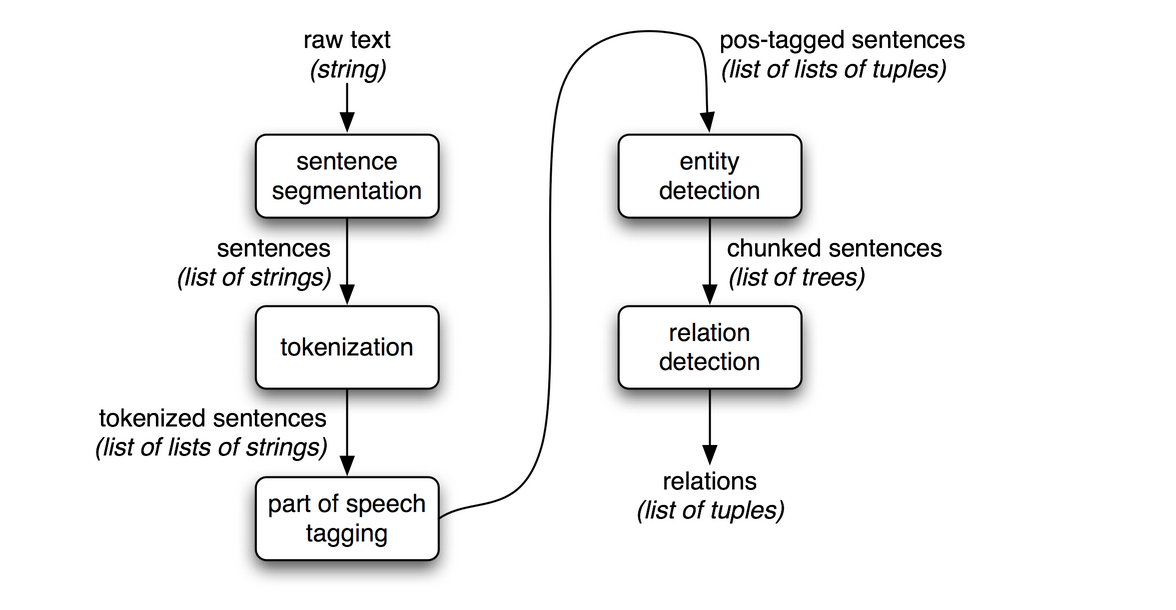 raw text
(string)
sentence
segmentation
sentences
(list of strings)
tokenization
tokenized sentences
(list of lists of strings)
part of speech
tagging
pos-tagged sentences
(list of lists of tuples)
entity
detection
chunked sentences
(list of trees)
relation
detection
relations
(list of tuples)